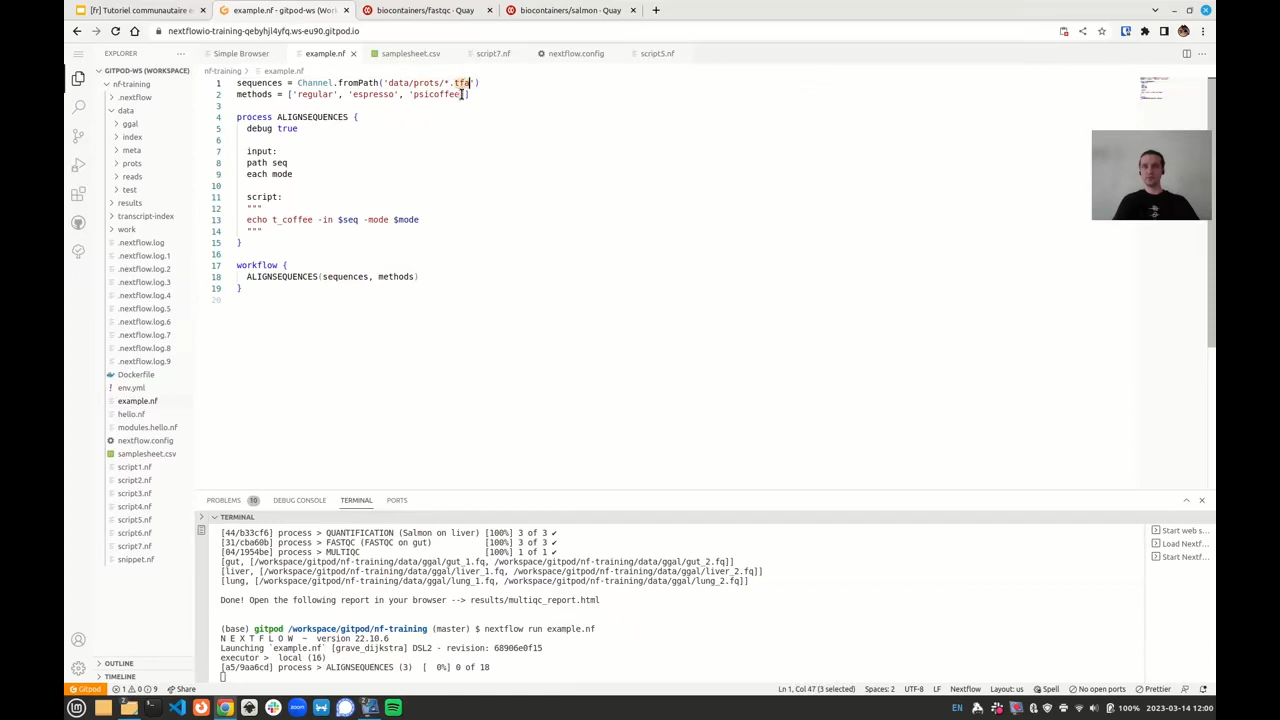 [fr] Tutoriel communautaire e
example.nf - gitpod-ws (Works
biocontainers/fastqc - Quay
biocontainers/salmon - Quay
nextflowio-training-qebyhjl4yfq.ws-eu90.gitpod.io
EXPLORER
Simple Browser
example.nf
samplesheet.csv
script7.nf
nextflow.config
script5.nf
GITPOD-WS (WORKSPACE)
nf-training
.nextflow
data
ggal
index
meta
prots
reads
test
results
transcript-index
work
.nextflow.log
.nextflow.log.1
.nextflow.log.2
.nextflow.log.3
.nextflow.log.4
.nextflow.log.5
.nextflow.log.6
.nextflow.log.7
.nextflow.log.8
.nextflow.log.9
Dockerfile
env.yml
example.nf
hello.nf
modules.hello.nf
nextflow.config
samplesheet.csv
script1.nf
script2.nf
script3.nf
script4.nf
script5.nf
script6.nf
script7.nf
snippet.nf
OUTLINE
TIMELINE
nf-training > example.nf
1 sequences = Channel.fromPath('data/prots/*.tfa')
2 methods = ['regular', 'espresso', 'psicoffee']
3
4 process ALIGNSEQUENCES {
5 debug true
6
7 input:
8 path seq
9 each mode
10
11 script:
12 """
13 echo t_coffee -in $seq -mode $mode
14 """
15 }
16
17 workflow {
18 ALIGNSEQUENCES(sequences, methods)
19 }
20
PROBLEMS 10 DEBUG CONSOLE TERMINAL PORTS
TERMINAL
[44/b33cf6] process > QUANTIFICATION (Salmon on liver) [100%] 3 of 3 ✔
[31/cba60b] process > FASTQC (FASTQC on gut) [100%] 3 of 3 ✔
[04/1954be] process > MULTIQC [100%] 1 of 1 ✔
[gut, [/workspace/gitpod/nf-training/data/ggal/gut_1.fq, /workspace/gitpod/nf-training/data/ggal/gut_2.fq]]
[liver, [/workspace/gitpod/nf-training/data/ggal/liver_1.fq, /workspace/gitpod/nf-training/data/ggal/liver_2.fq]]
[lung, [/workspace/gitpod/nf-training/data/ggal/lung_1.fq, /workspace/gitpod/nf-training/data/ggal/lung_2.fq]]
Done! Open the following report in your browser --> results/multiqc_report.html
(base) gitpod /workspace/gitpod/nf-training (master) $ nextflow run example.nf
N E X T F L O W ~ version 22.10.6
Launching `example.nf` [grave_dijkstra] DSL2 - revision: 68906e0f15
executor > local (16)
[a5/9aa6cd] process > ALIGNSEQUENCES (3) [ 0%] 0 of 18
Start web s...
Load Nextf...
Start Nextf...
Gitpod
1 0 9
Share
Ln 1, Col 47 (3 selected)
Spaces: 2
UTF-8
LF
Nextflow
Layout: us
Spell
No open ports
Prettier
EN
100%
2023-03-14 12:00